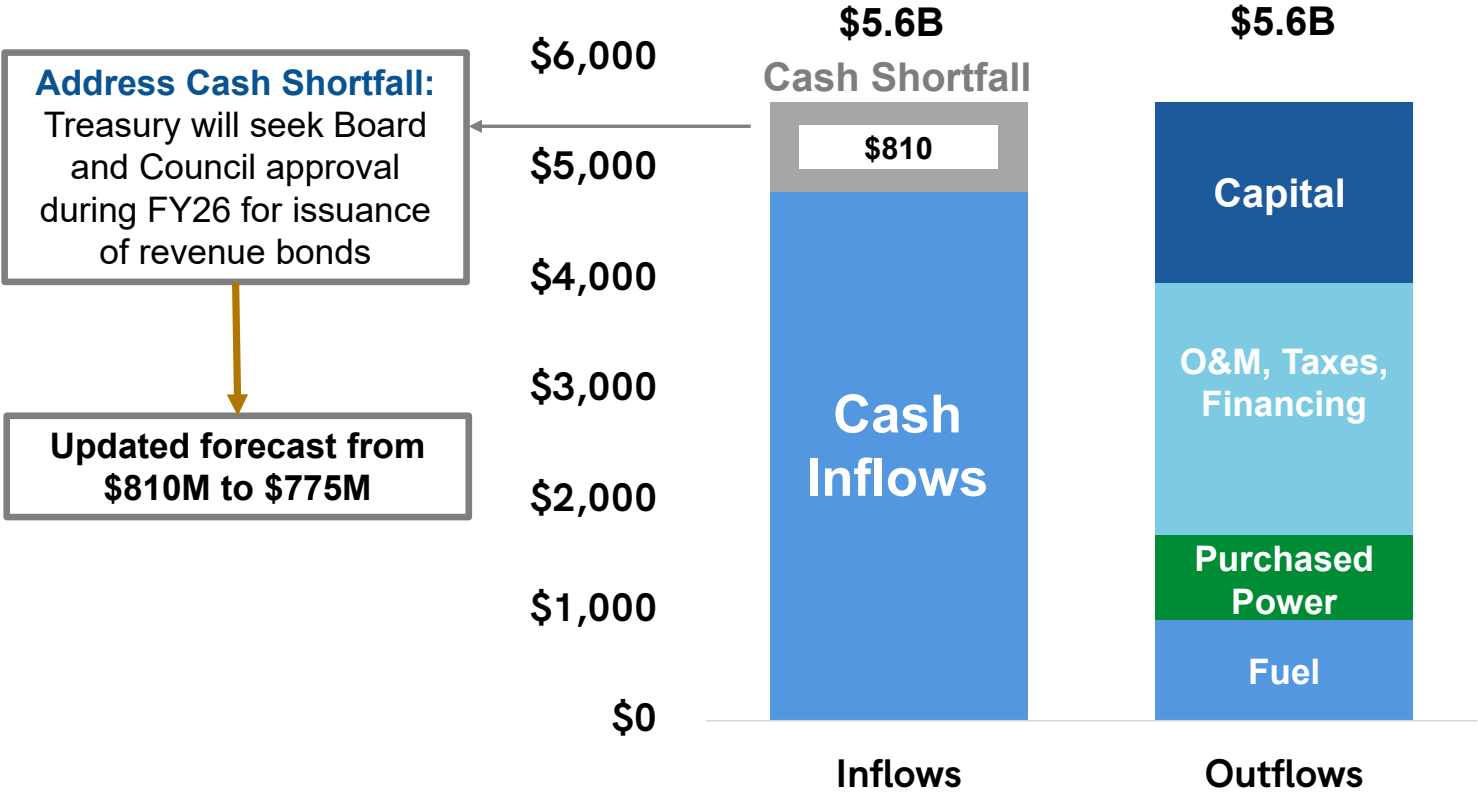 Address Cash Shortfall:
Treasury will seek Board
and Council approval
during FY26 for issuance
of revenue bonds
Updated forecast from
$810M to $775M
$6,000
$5,000
$4,000
$3,000
$2,000
$1,000
$0
$5.6B
Cash Shortfall
$810
Cash
Inflows
Inflows
$5.6B
Capital
O&M, Taxes,
Financing
Purchased
Power
Fuel
Outflows